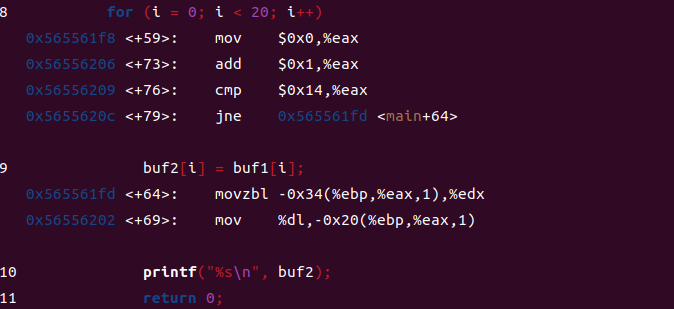 8 for (i = 0; i < 20; i++)
0x565561f8 <+59>: mov $0x0,%eax
0x56556206 <+73>: add $0x1,%eax
0x56556209 <+76>: cmp $0x14,%eax
0x5655620c <+79>: jne 0x565561fd <main+64>
9 buf2[i] = buf1[i];
0x565561fd <+64>: movzbl -0x34(%ebp,%eax,1),%edx
0x56556202 <+69>: mov %dl,-0x20(%ebp,%eax,1)
10 printf("%s\n", buf2);
11 return 0;